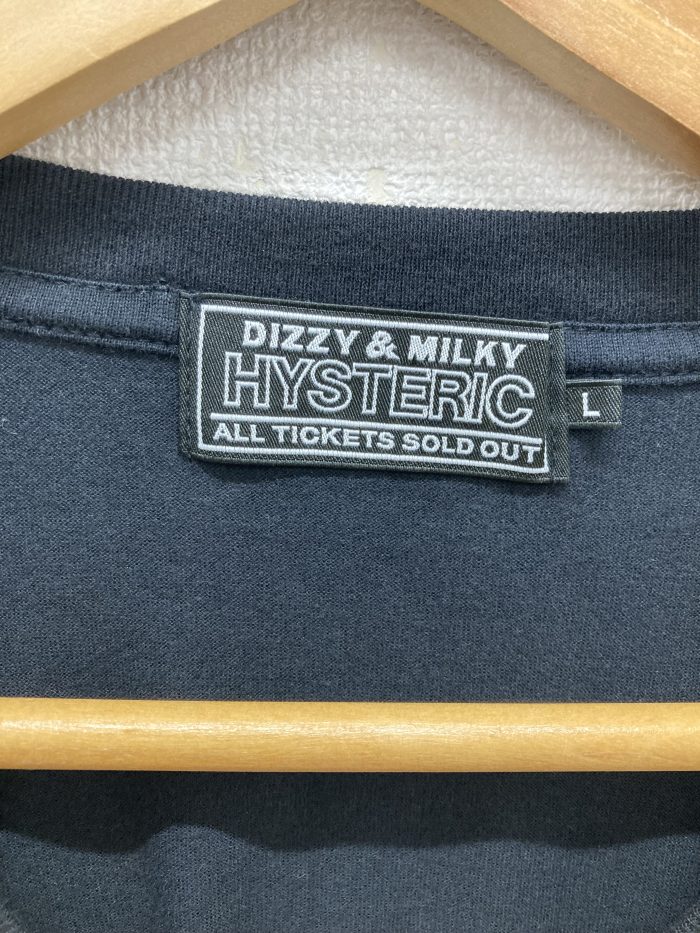 DIZZY & MILKY
HYSTERIC
ALL TICKETS SOLD OUT
L